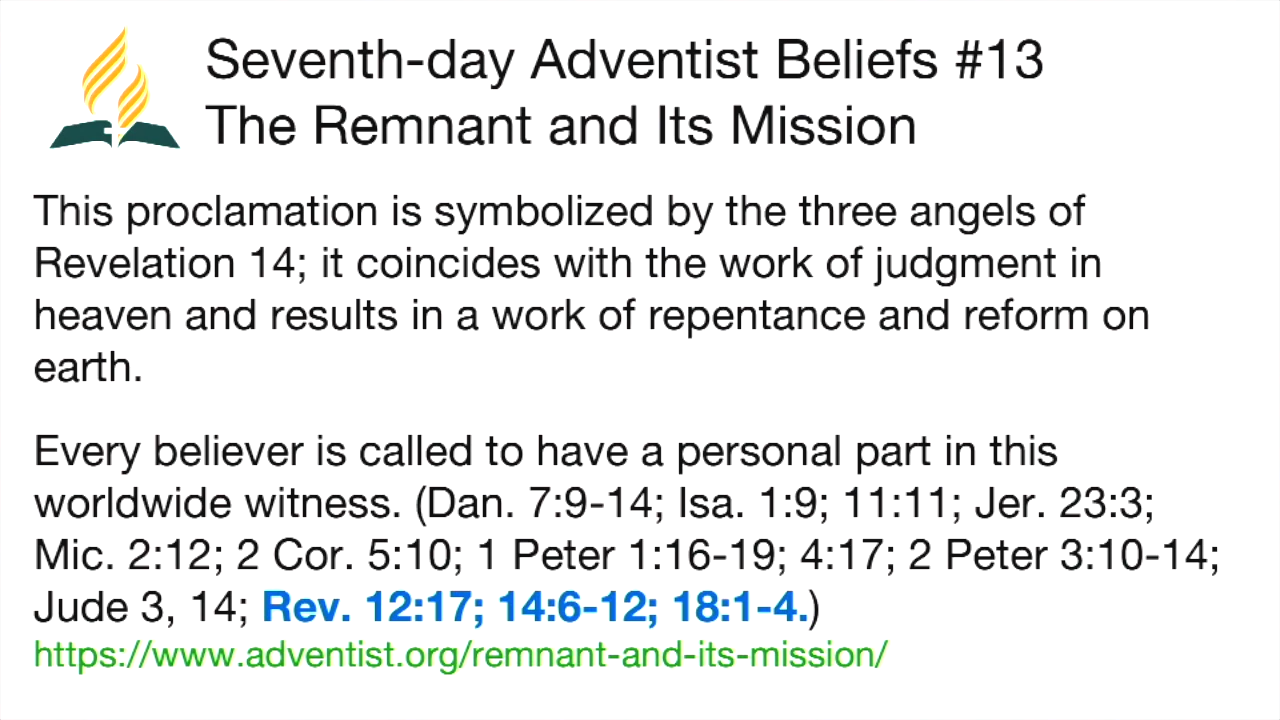 Seventh-day Adventist Beliefs #13
The Remnant and Its Mission
This proclamation is symbolized by the three angels of
Revelation 14; it coincides with the work of judgment in
heaven and results in a work of repentance and reform on
earth.
Every believer is called to have a personal part in this
worldwide witness. (Dan. 7:9-14; Isa. 1:9; 11:11; Jer. 23:3;
Mic. 2:12; 2 Cor. 5:10; 1 Peter 1:16-19; 4:17; 2 Peter 3:10-14;
Jude 3, 14; Rev. 12:17; 14:6-12; 18:1-4.)
https://www.adventist.org/remnant-and-its-mission/